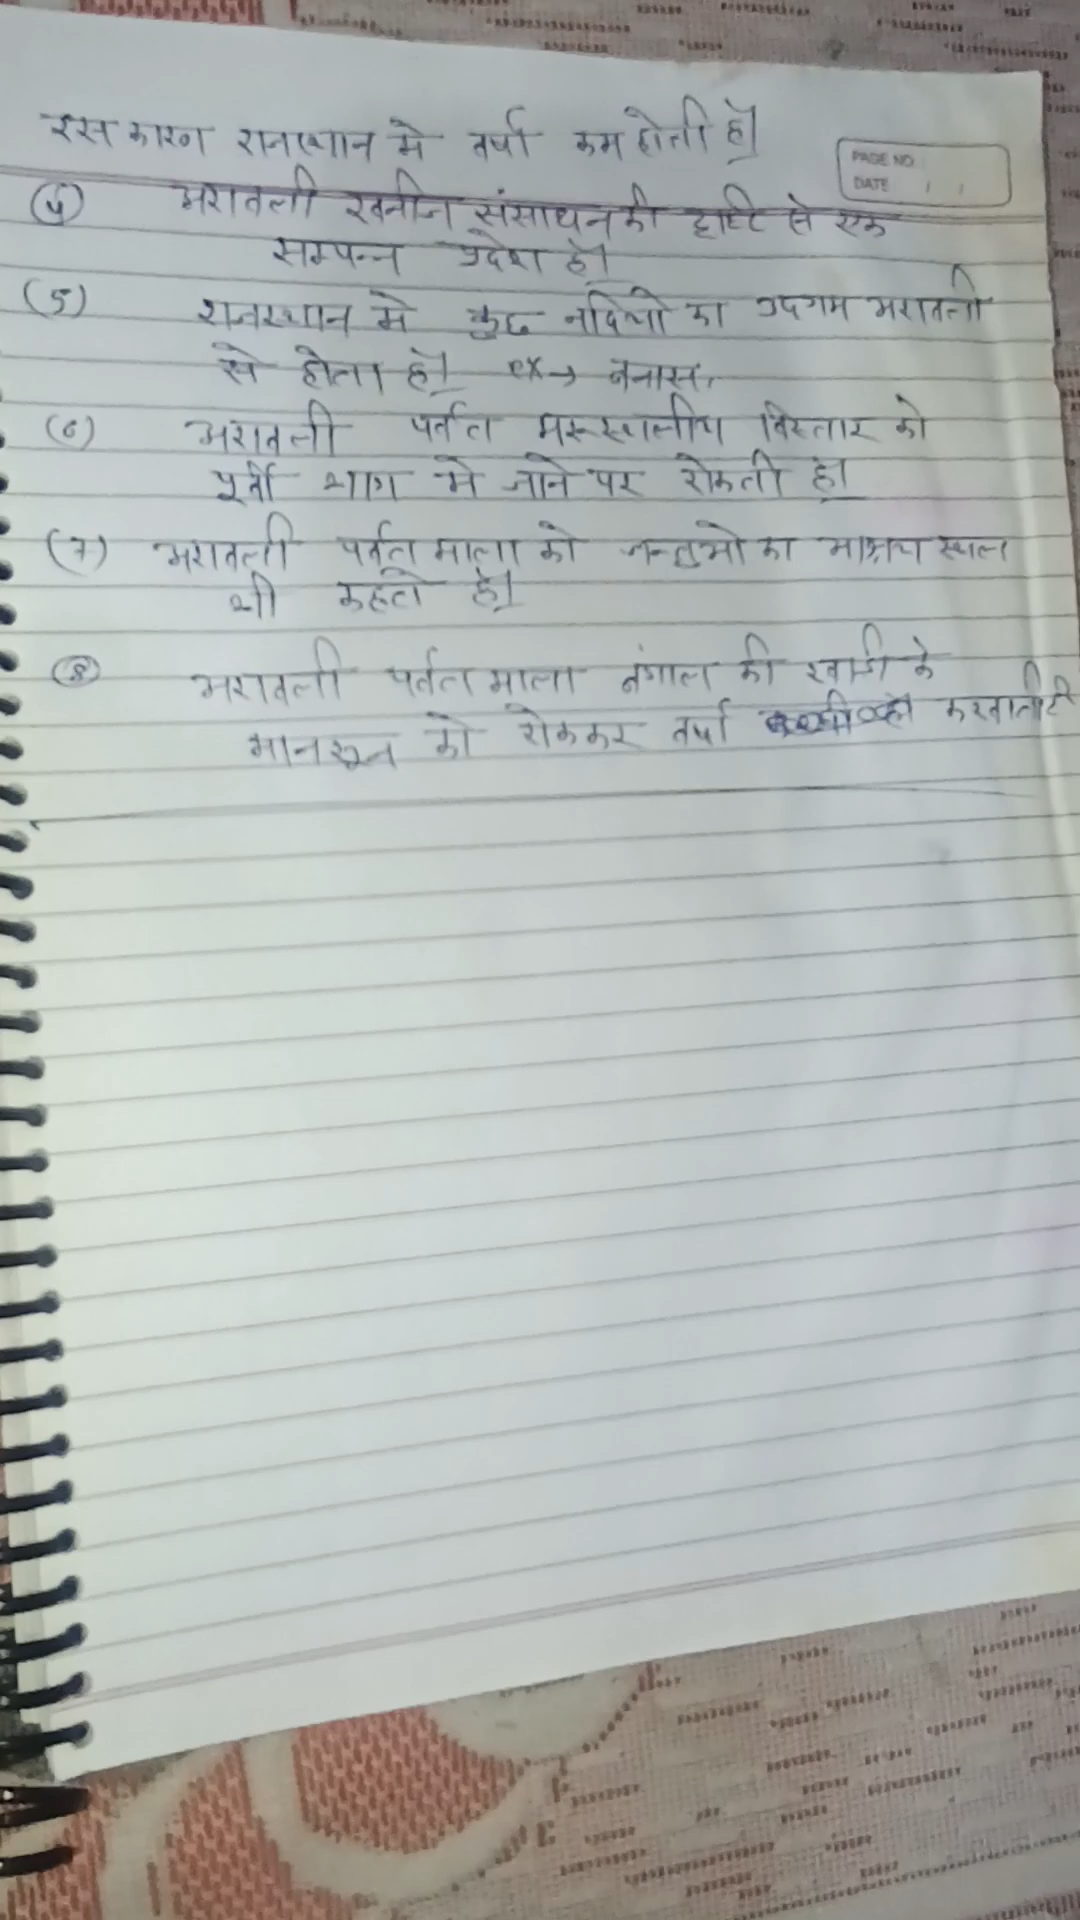 इस कारण राजस्थान मे वर्षा कम होती है।
PAGE NO
DATE / /
(4) अरावली खनीज संसाधन की दृष्टि से एक
सम्पन्न प्रदेश है।
(5) राजस्थान मे कुछ नदियो का उदगम अरावली
से होता है। ex→ बनास,
(6) अरावली पर्वत मरूस्थलीय विस्तार को
पूर्वी भाग मे जाने पर रोकती है।
(7) अरावली पर्वत माला को जन्तुओ का आश्रय स्थल
भी कहते है।
(8) अरावली पर्वत माला बंगाल की खाड़ी के
मानसून को रोककर वर्षा करवाती है